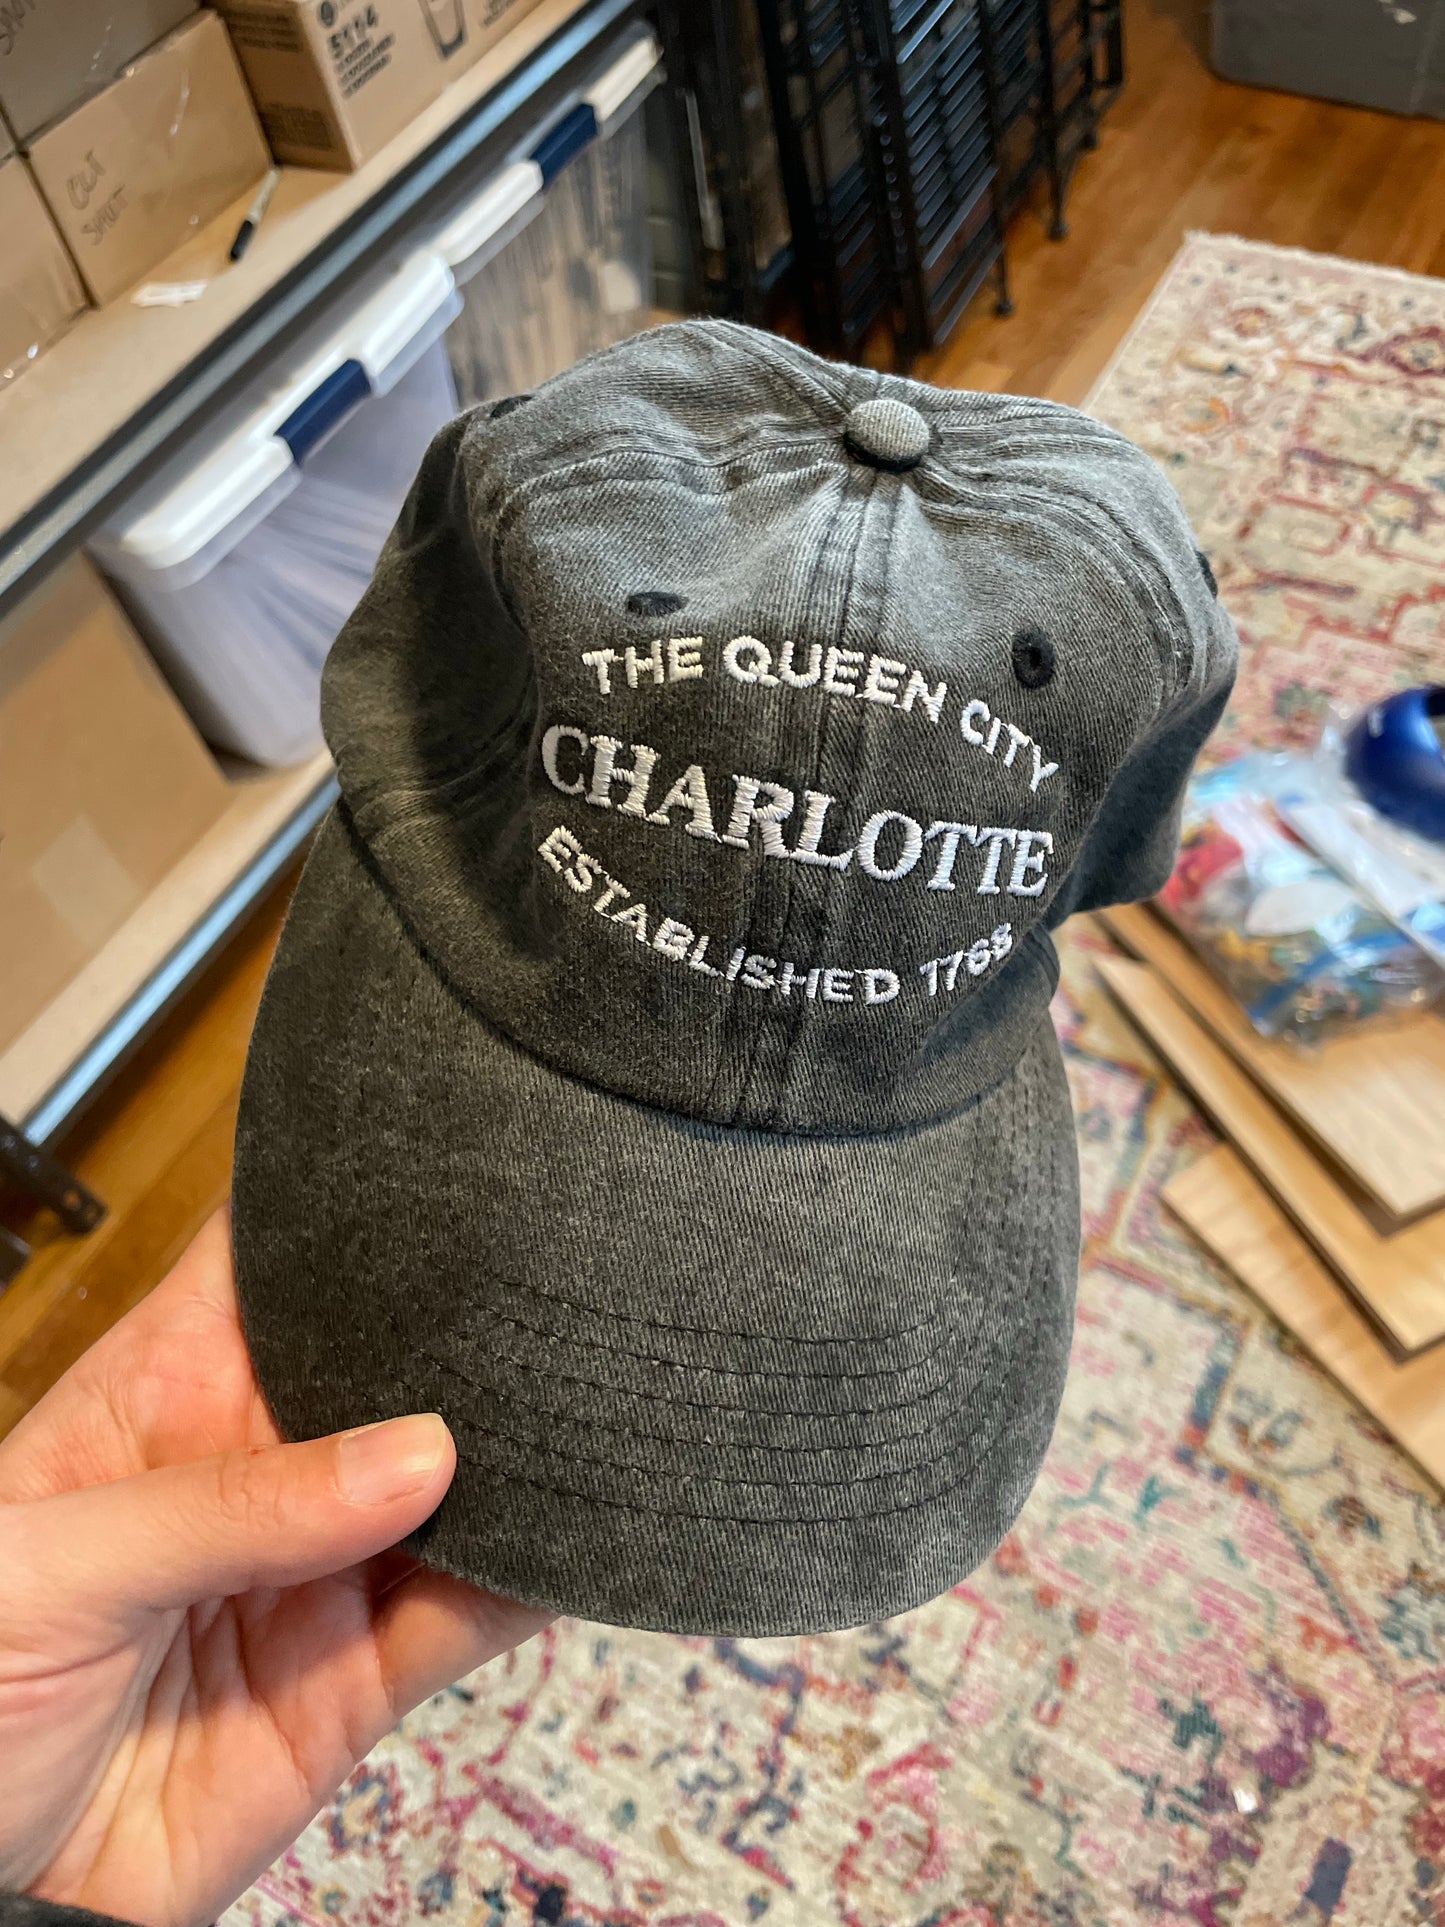 THE QUEEN CITY
CHARLOTTE
ESTABLISHED 1768